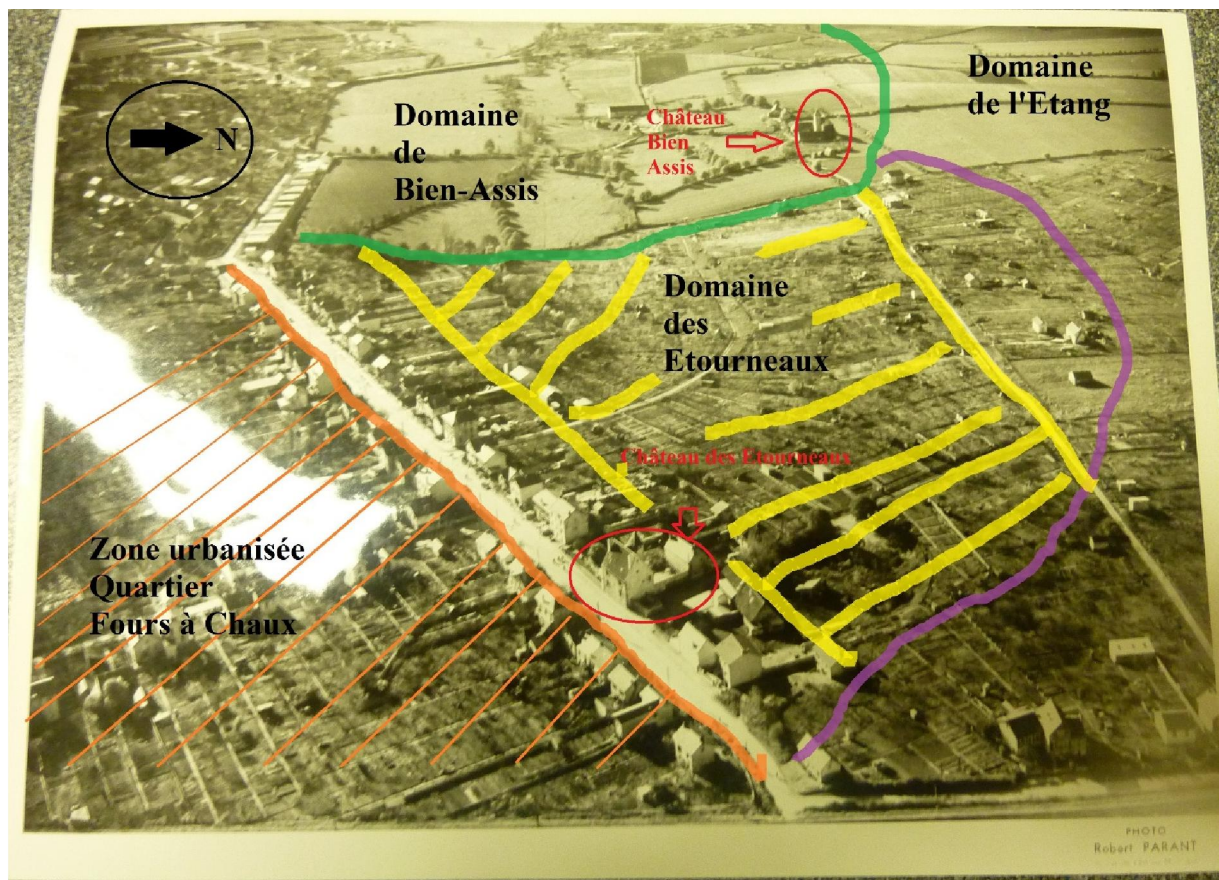 Domaine
de l'Etang
Domaine
de
Bien-Assis
Château
Bien
Assis
N
Domaine
des
Etourneaux
Château des Etourneaux
Zone urbanisée
Quartier
Fours à Chaux
PHOTO
Robert PARANT